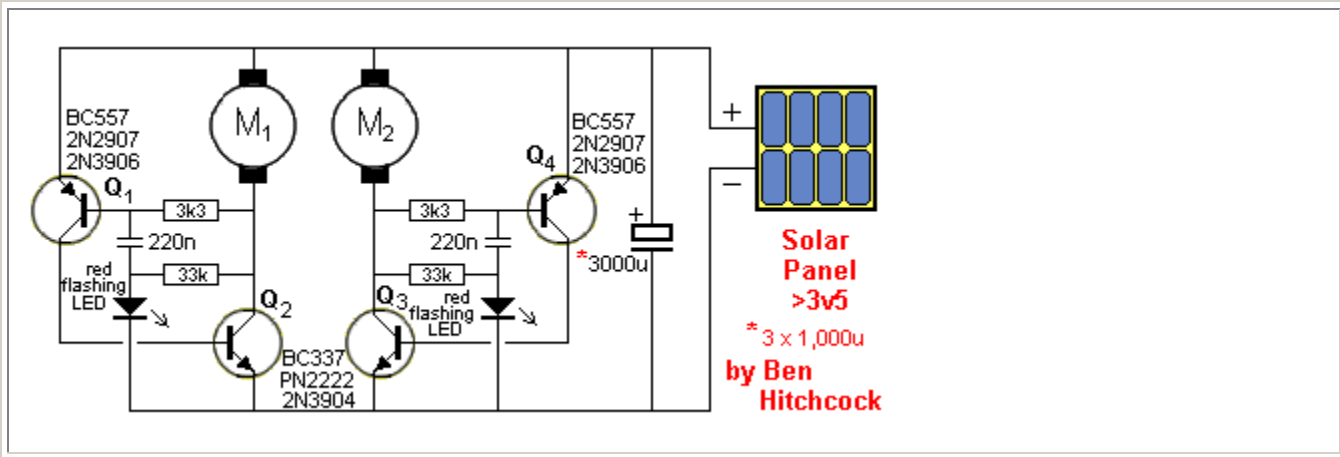 BC557
2N2907
2N3906
Q1
M1
M2
Q4
BC557
2N2907
2N3906
3k3
220n
33k
red
flashing
LED
Q2
3k3
220n
33k
Q3
red
flashing
LED
BC337
PN2222
2N3904
+
*3000u
+
−
Solar
Panel
>3v5
* 3 x 1,000u
by Ben
Hitchcock